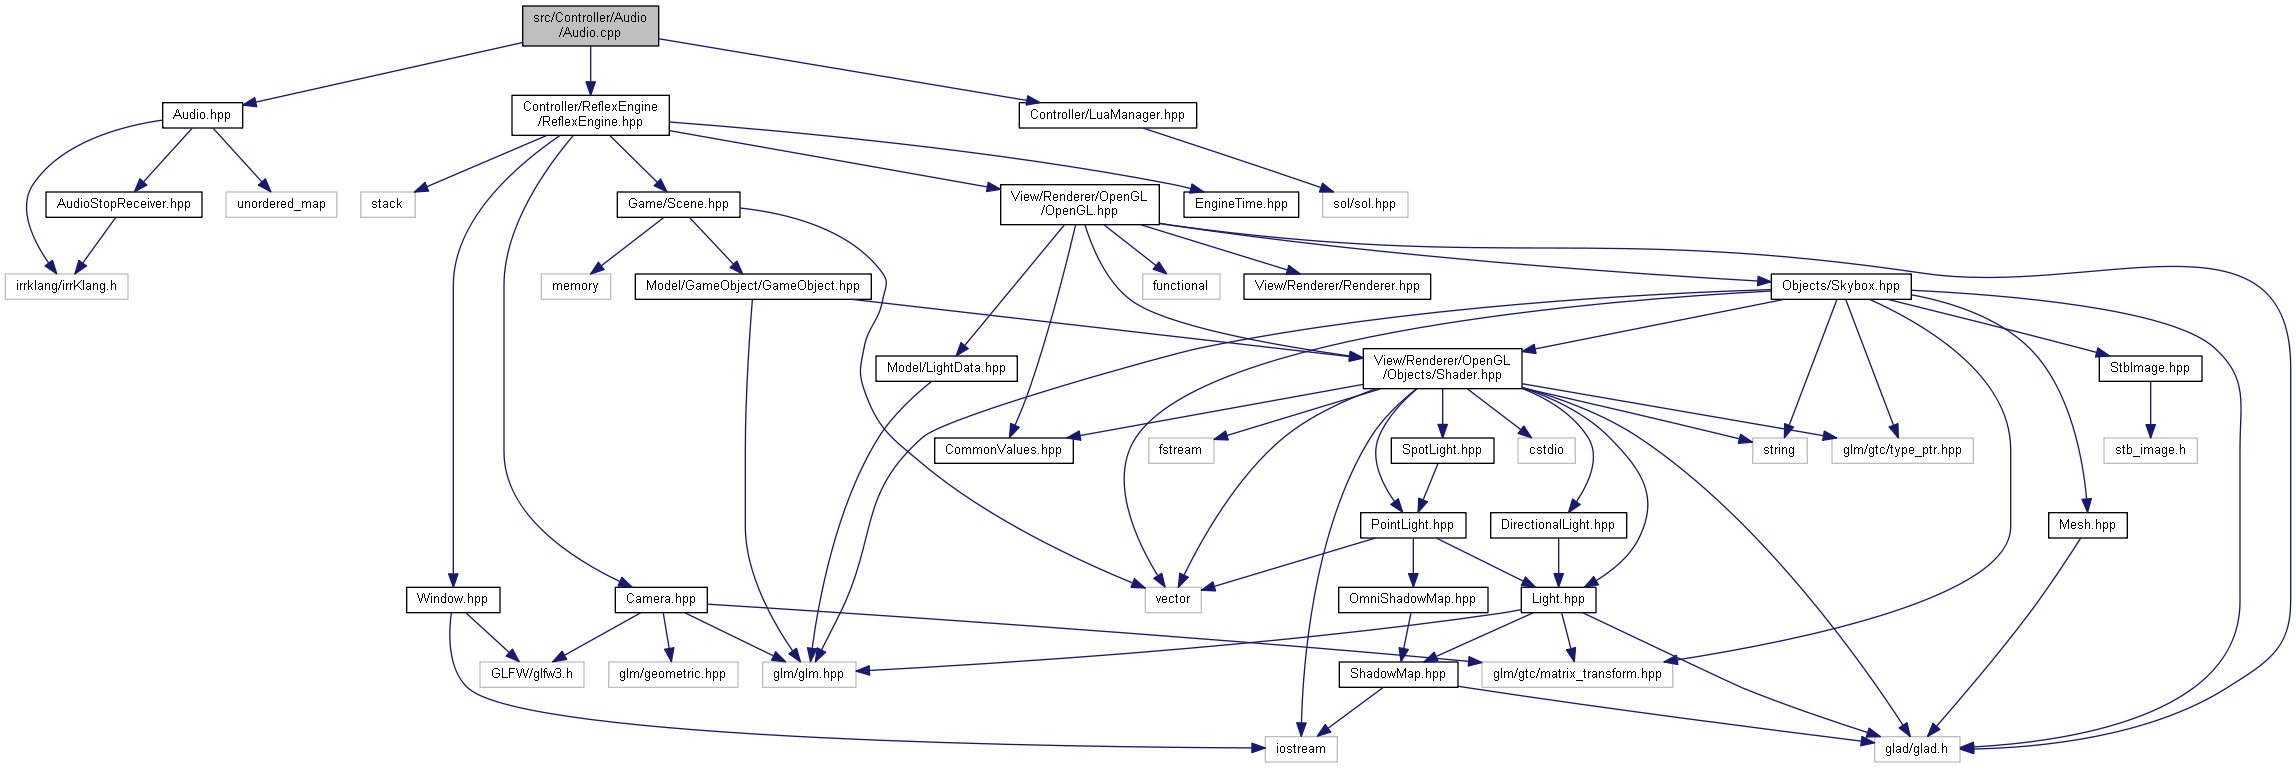 src/Controller/Audio
/Audio.cpp
Audio.hpp
Controller/ReflexEngine
/ReflexEngine.hpp
Controller/LuaManager.hpp
AudioStopReceiver.hpp
unordered_map
stack
Game/Scene.hpp
View/Renderer/OpenGL
/OpenGL.hpp
EngineTime.hpp
sol/sol.hpp
irrklang/irrKlang.h
memory
Model/GameObject/GameObject.hpp
functional
View/Renderer/Renderer.hpp
Objects/Skybox.hpp
Model/LightData.hpp
View/Renderer/OpenGL
/Objects/Shader.hpp
StbImage.hpp
CommonValues.hpp
fstream
SpotLight.hpp
cstdio
string
glm/gtc/type_ptr.hpp
stb_image.h
PointLight.hpp
DirectionalLight.hpp
Mesh.hpp
Window.hpp
Camera.hpp
vector
OmniShadowMap.hpp
Light.hpp
GLFW/glfw3.h
glm/geometric.hpp
glm/glm.hpp
ShadowMap.hpp
glm/gtc/matrix_transform.hpp
iostream
glad/glad.h